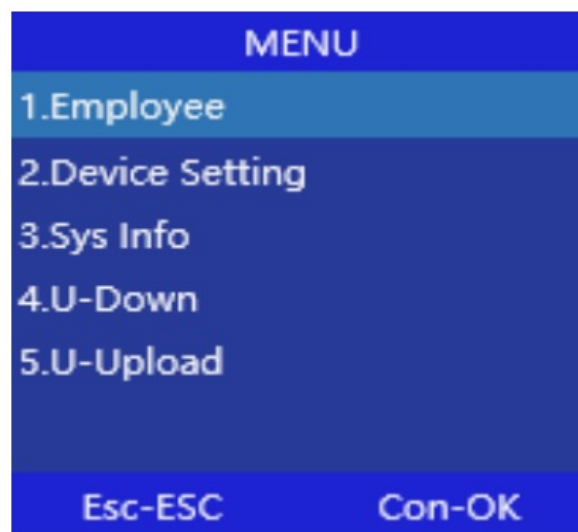 MENU
1.Employee
2.Device Setting
3.Sys Info
4.U-Down
5.U-Upload
Esc-ESC Con-OK